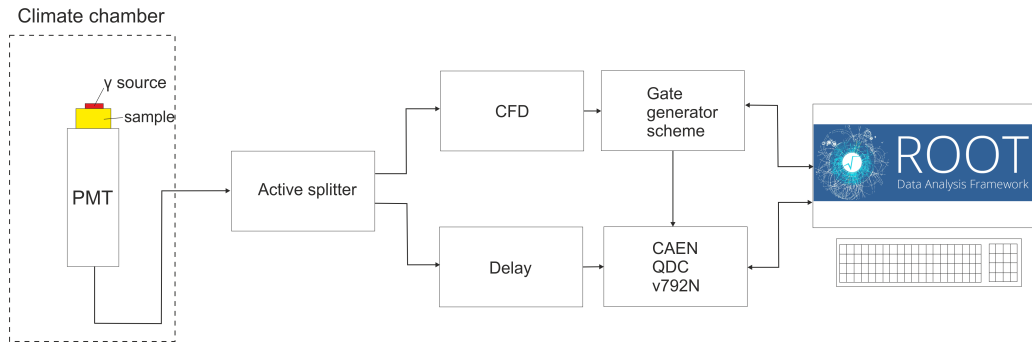 Climate chamber
γ source
sample
PMT
Active splitter
CFD
Delay
Gate
generator
scheme
CAEN
QDC
v792N
ROOT
Data Analysis Framework